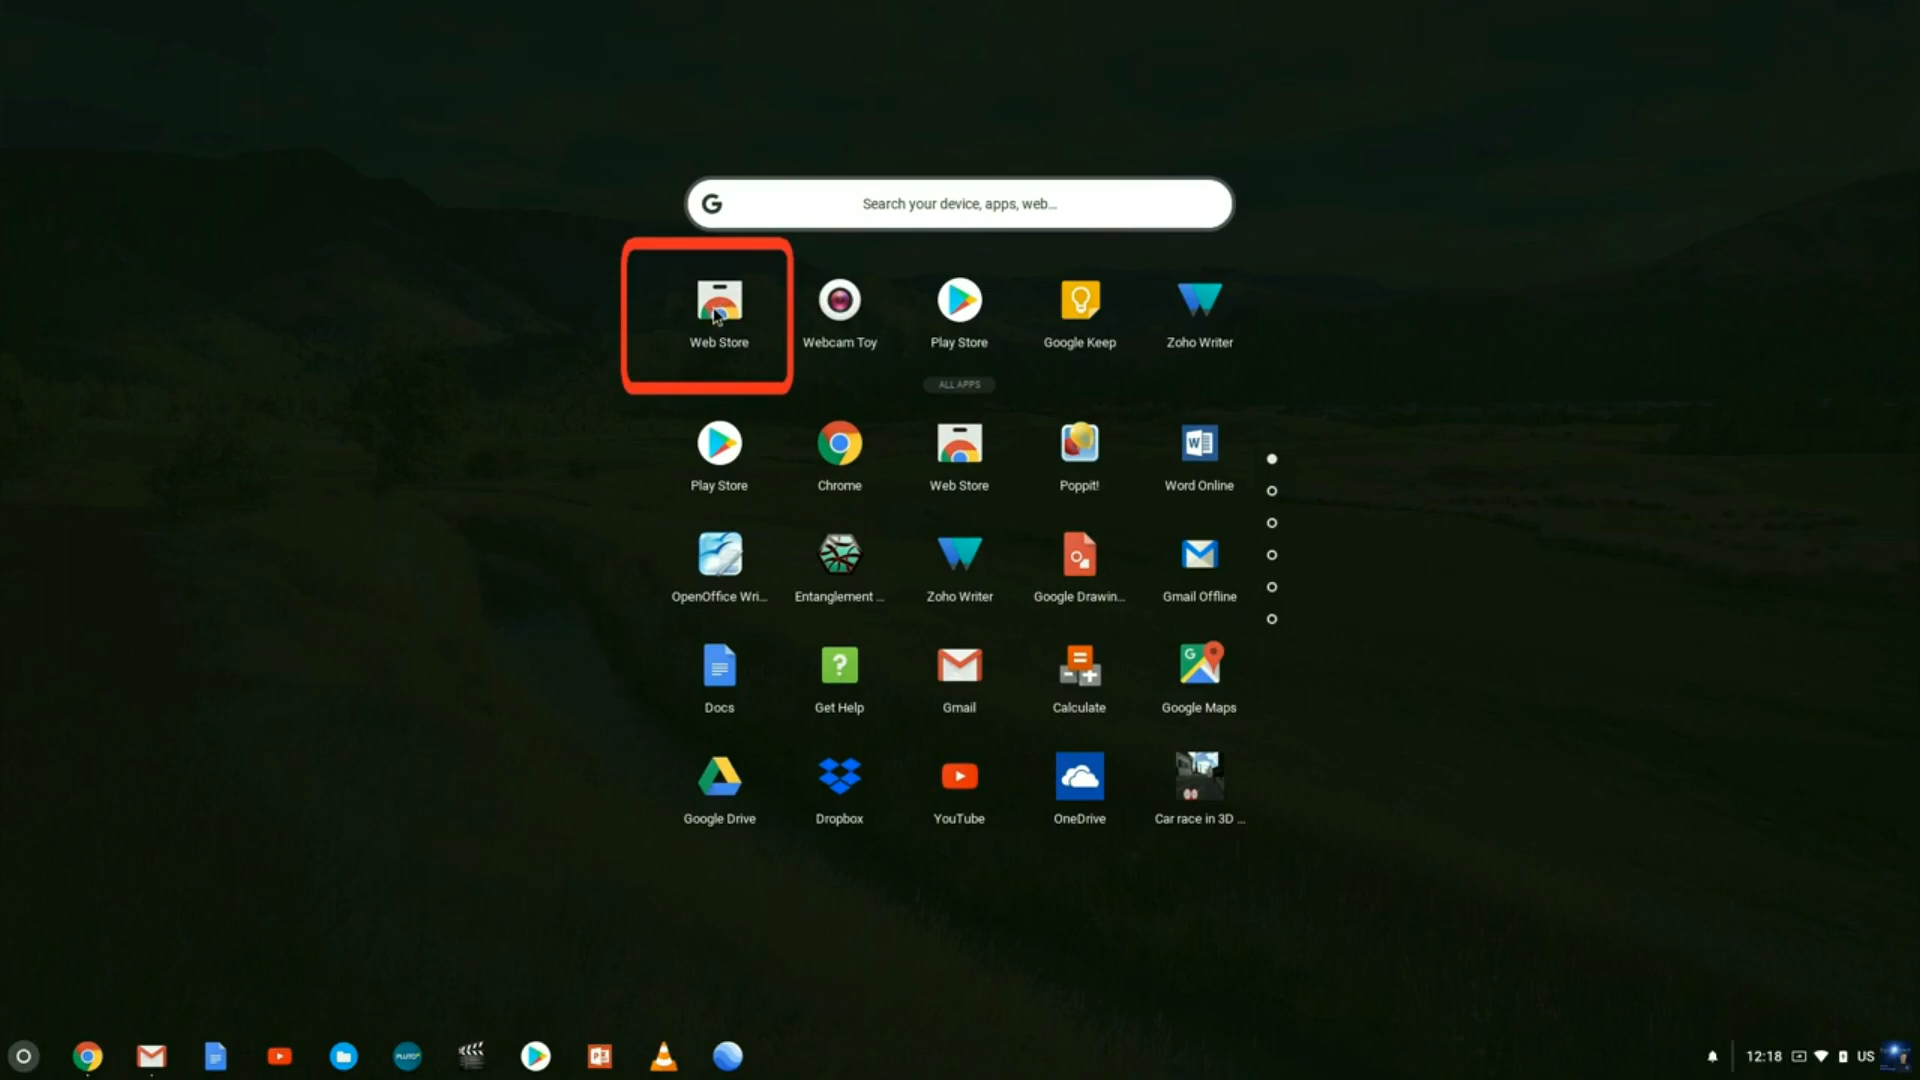 G Search your device, apps, web...
Web Store Webcam Toy Play Store Google Keep Zoho Writer
ALL APPS
Play Store Chrome Web Store Poppit! Word Online
OpenOffice Wri... Entanglement ... Zoho Writer Google Drawin... Gmail Offline
Docs Get Help Gmail Calculate Google Maps
Google Drive Dropbox YouTube OneDrive Car race in 3D ...
PLUTO 12:18 US